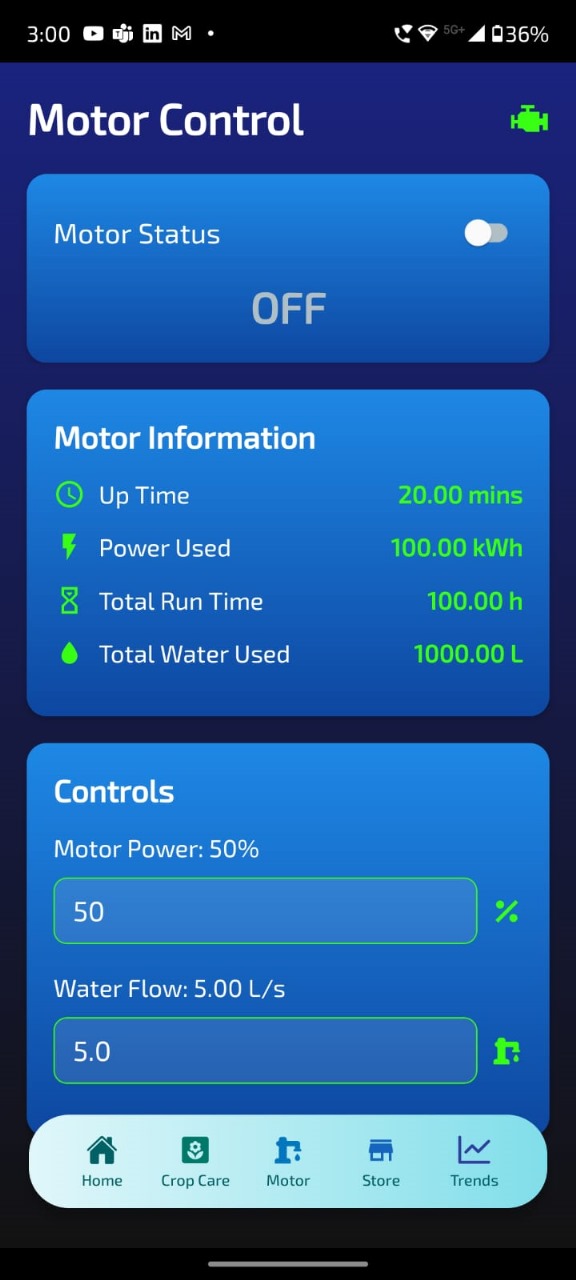 3:00 5G+ 36%
Motor Control
Motor Status
OFF
Motor Information
Up Time 20.00 mins
Power Used 100.00 kWh
Total Run Time 100.00 h
Total Water Used 1000.00 L
Controls
Motor Power: 50%
50 %
Water Flow: 5.00 L/s
5.0
Home Crop Care Motor Store Trends